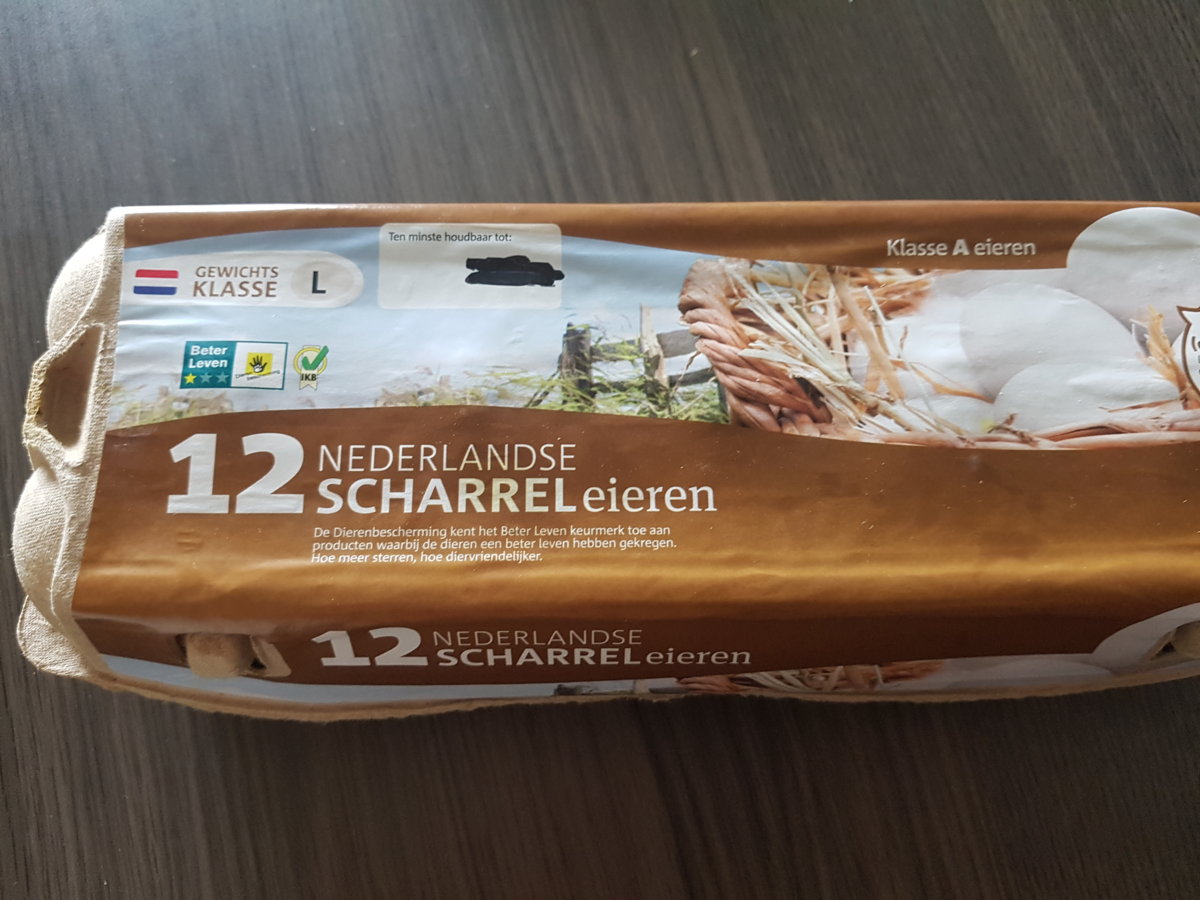 Ten minste houdbaar tot:
Klasse A eieren
GEWICHTS
KLASSE
L
Beter
Leven
IKB
12 NEDERLANDSE
SCHARREL eieren
De Dierenbescherming kent het Beter Leven keurmerk toe aan
producten waarbij de dieren een beter leven hebben gekregen.
Hoe meer sterren, hoe diervriendelijker.
12 NEDERLANDSE
SCHARREL eieren